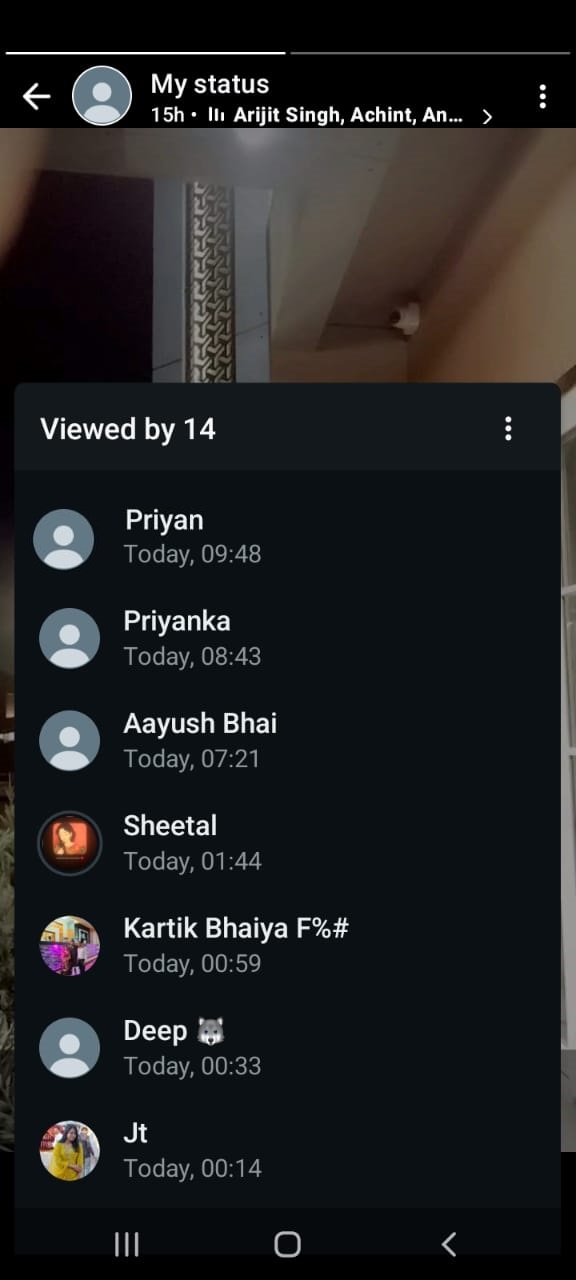 My status
15h • Arijit Singh, Achint, An...
Viewed by 14
Priyan
Today, 09:48
Priyanka
Today, 08:43
Aayush Bhai
Today, 07:21
Sheetal
Today, 01:44
Kartik Bhaiya F%#
Today, 00:59
Deep 🐺
Today, 00:33
Jt
Today, 00:14